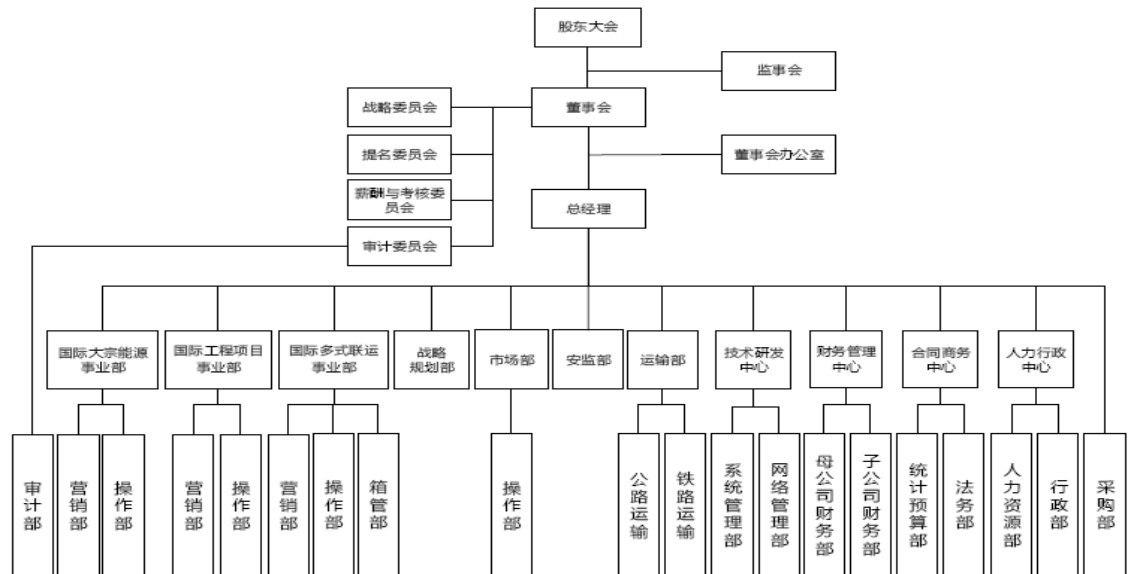 股东大会
监事会
战略委员会
董事会
提名委员会
董事会办公室
薪酬与考核委
员会
总经理
审计委员会
国际大宗能源
事业部
国际工程项目
事业部
国际多式联运
事业部
战略
规划部
市场部
安监部
运输部
技术研发
中心
财务管理
中心
合同商务
中心
人力行政
中心
审计部
营销部
操作部
营销部
操作部
营销部
操作部
箱管部
操作部
公路运输
铁路运输
系统管理部
网络管理部
母公司财务部
子公司财务部
统计预算部
法务部
人力资源部
行政部
采购部